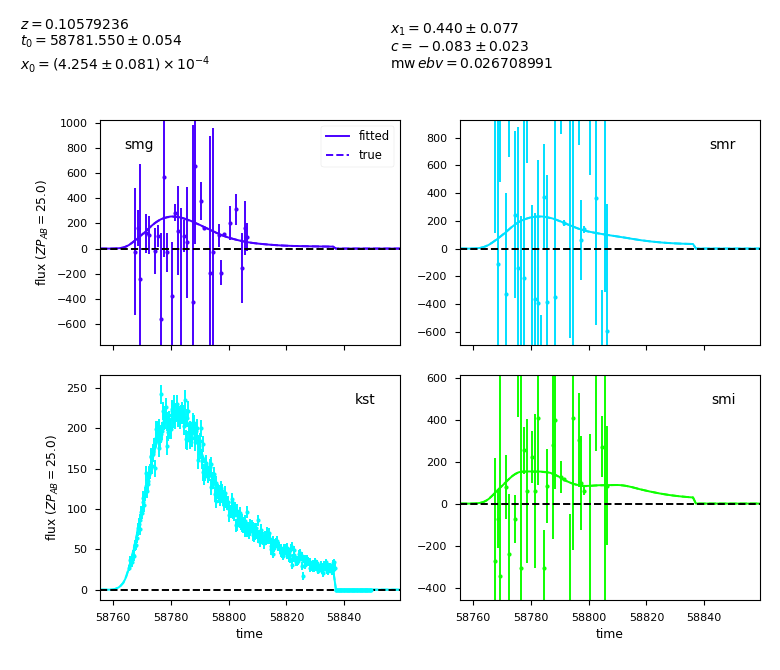 z = 0.10579236
t₀ = 58781.550 ± 0.054
x₀ = (4.254 ± 0.081) × 10⁻⁴
x₁ = 0.440 ± 0.077
c = −0.083 ± 0.023
mw ebv = 0.026708991
smg
fitted
true
1000
800
600
400
200
0
−200
−400
−600
flux (ZP_AB = 25.0)
smr
800
600
400
200
0
−200
−400
−600
kst
250
200
150
100
50
0
flux (ZP_AB = 25.0)
58760 58780 58800 58820 58840
time
smi
600
400
200
0
−200
−400
58760 58780 58800 58820 58840
time